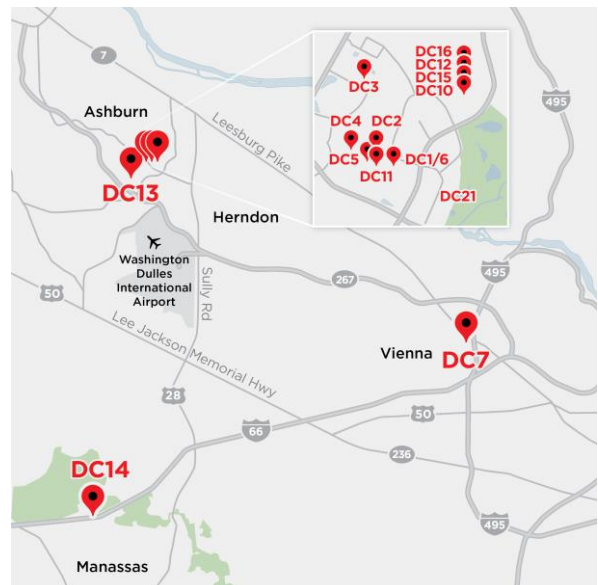 7
Ashburn
Leesburg Pike
DC13
Herndon
Washington
Dulles
International
Airport
Sully Rd
50
267
Lee Jackson Memorial Hwy
28
66
Vienna
DC7
50
236
495
495
495
DC14
Manassas
DC16
DC12
DC15
DC10
DC3
DC4
DC2
DC5
DC1/6
DC11
DC21